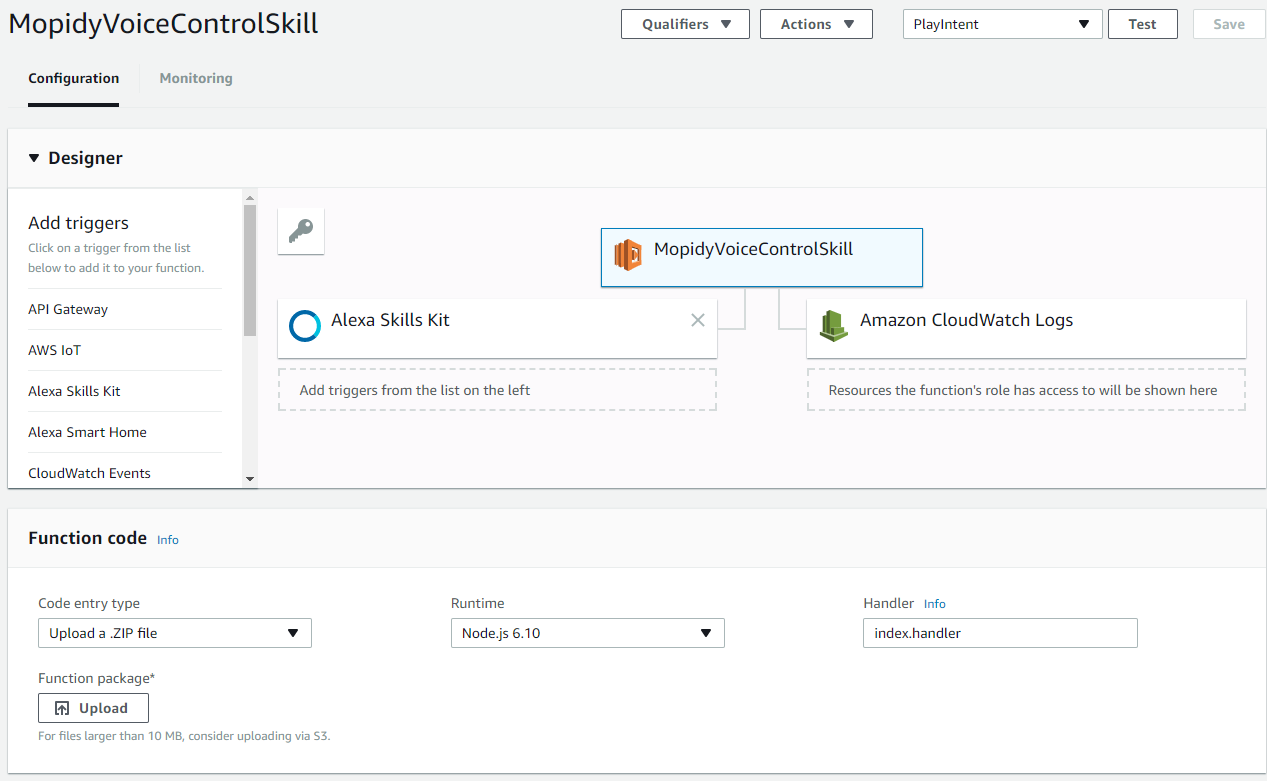 MopidyVoiceControlSkill
Qualifiers
Actions
PlayIntent
Test
Save
Configuration
Monitoring
Designer
Add triggers
Click on a trigger from the list
below to add it to your function.
API Gateway
AWS IoT
Alexa Skills Kit
Alexa Smart Home
CloudWatch Events
MopidyVoiceControlSkill
Alexa Skills Kit
Amazon CloudWatch Logs
Add triggers from the list on the left
Resources the function's role has access to will be shown here
Function code Info
Code entry type
Upload a .ZIP file
Runtime
Node.js 6.10
Handler Info
index.handler
Function package*
Upload
For files larger than 10 MB, consider uploading via S3.